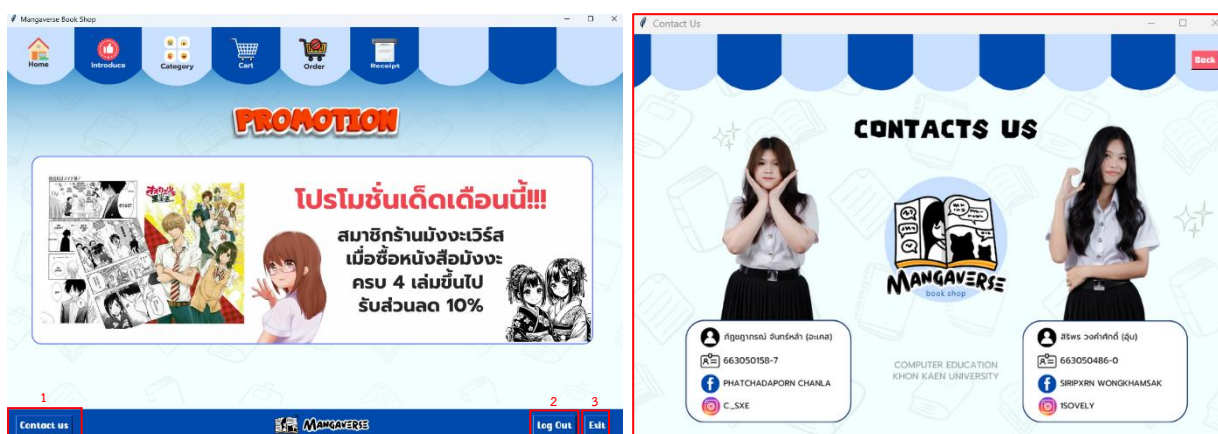 Mangaverse Book Shop
Home
Introduce
Category
Cart
Order
Receipt
PROMOTION
โปรโมชั่นเด็ดเดือนนี้!!!
สมาชิกร้านมังงะเวิร์ส
เมื่อซื้อหนังสือมังงะ
ครบ 4 เล่มขึ้นไป
รับส่วนลด 10%
1
2
3
Contact us
MANGAVERSE
Log Out
Exit
Contact Us
Back
CONTACTS US
MANGAVERSE
book shop
ภัฐชฎาภรณ์ จันทร์หล้า (อะเคส)
663050158-7
PHATCHADAPORN CHANLA
C_SXE
COMPUTER EDUCATION
KHON KAEN UNIVERSITY
สิริพร วงศ์คำศักดิ์ (อุ้ม)
663050486-0
SIRIPXRN WONGKHAMSAK
1SOVELY